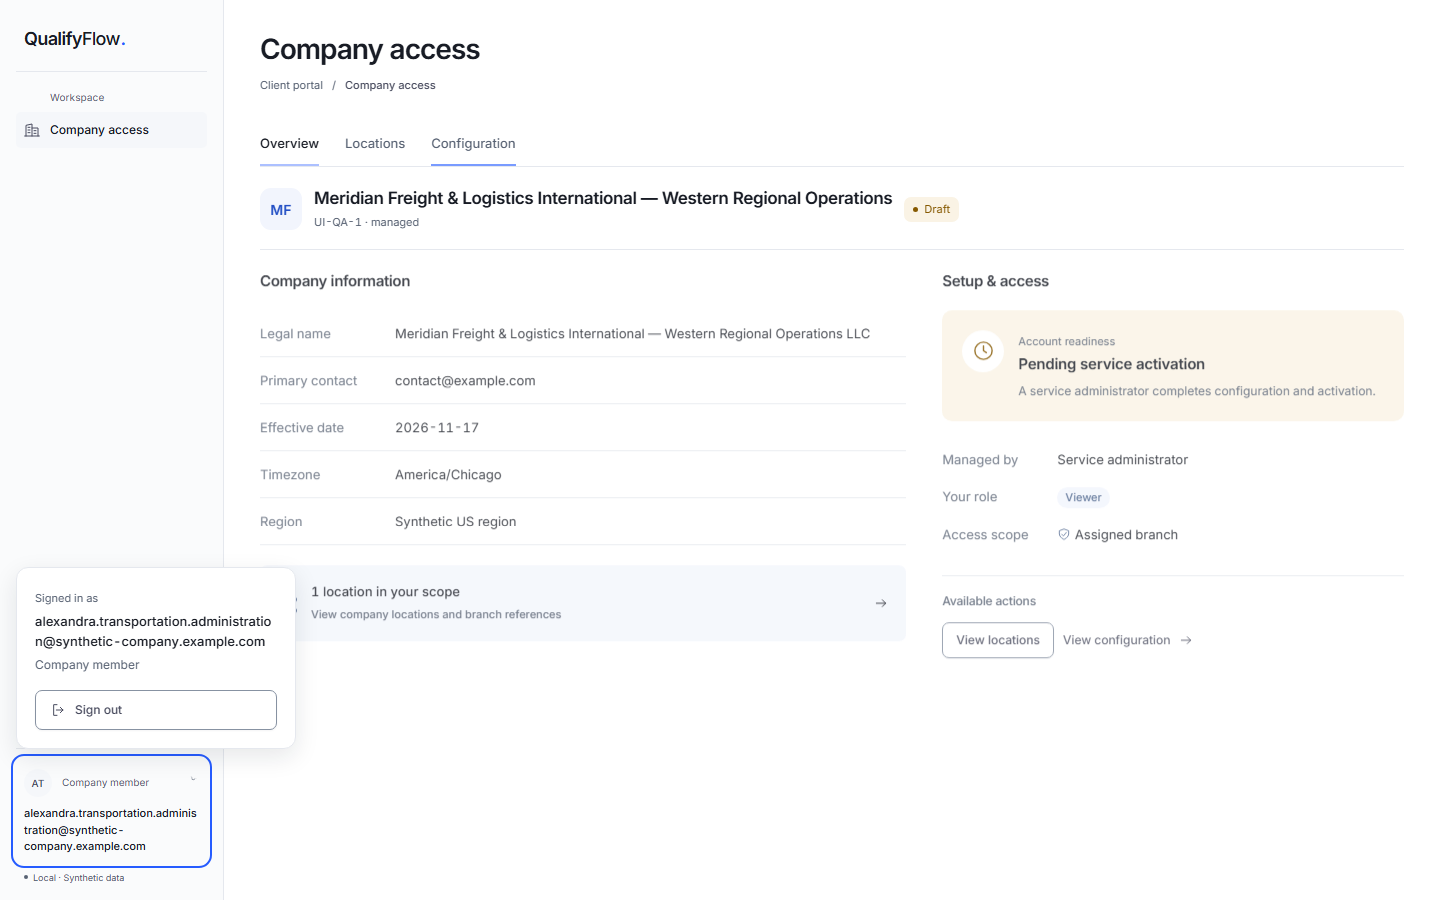 QualifyFlow.
Workspace
Company access
Company access
Client portal / Company access
Overview Locations Configuration
MF
Meridian Freight & Logistics International — Western Regional Operations
UI-QA-1 · managed
Draft
Company information
Legal name Meridian Freight & Logistics International — Western Regional Operations LLC
Primary contact contact@example.com
Effective date 2026-11-17
Timezone America/Chicago
Region Synthetic US region
1 location in your scope
View company locations and branch references
Setup & access
Account readiness
Pending service activation
A service administrator completes configuration and activation.
Managed by Service administrator
Your role Viewer
Access scope Assigned branch
Available actions
View locations View configuration
Signed in as
alexandra.transportation.administratio
n@synthetic-company.example.com
Company member
Sign out
AT Company member
alexandra.transportation.adminis
tration@synthetic-
company.example.com
Local · Synthetic data